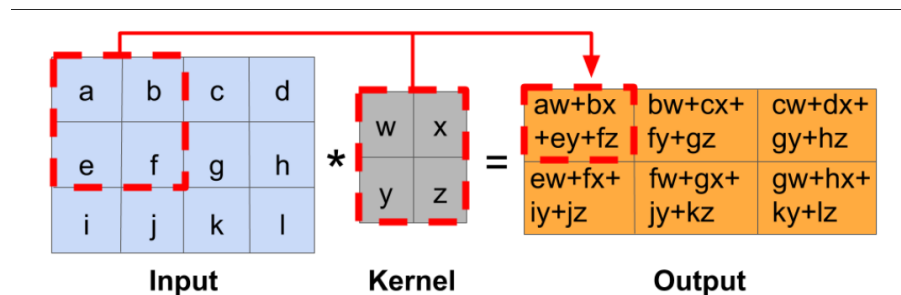 a b c d
e f g h
i j k l
*
w x
y z
=
aw+bx bw+cx+ cw+dx+
+ey+fz fy+gz gy+hz
ew+fx+ fw+gx+ gw+hx+
iy+jz jy+kz ky+lz
Input Kernel Output